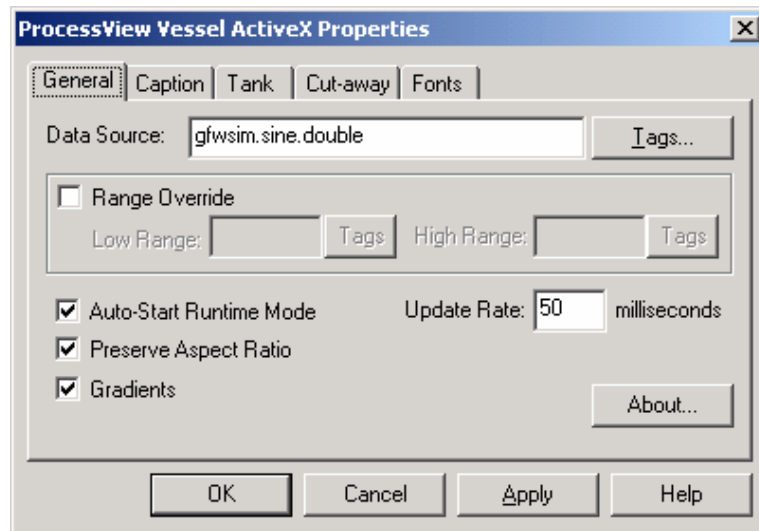 ProcessView Vessel ActiveX Properties
General Caption Tank Cut-away Fonts
Data Source: gfwsim.sine.double Tags...
Range Override
Low Range: Tags High Range: Tags
Auto-Start Runtime Mode Update Rate: 50 milliseconds
Preserve Aspect Ratio
Gradients
About...
OK Cancel Apply Help